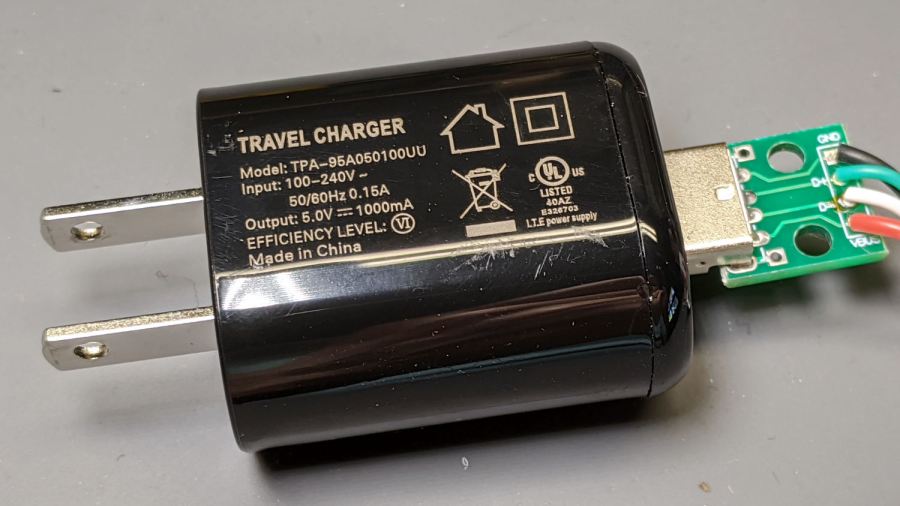 TRAVEL CHARGER
Model: TPA-95A050100UU
Input: 100-240V ~
50/60Hz 0.15A
Output: 5.0V ⎓ 1000mA
EFFICIENCY LEVEL: VI
Made in China
C UL US
LISTED
40AZ
E326703
I.T.E power supply
GND
D+
D-
VBUS